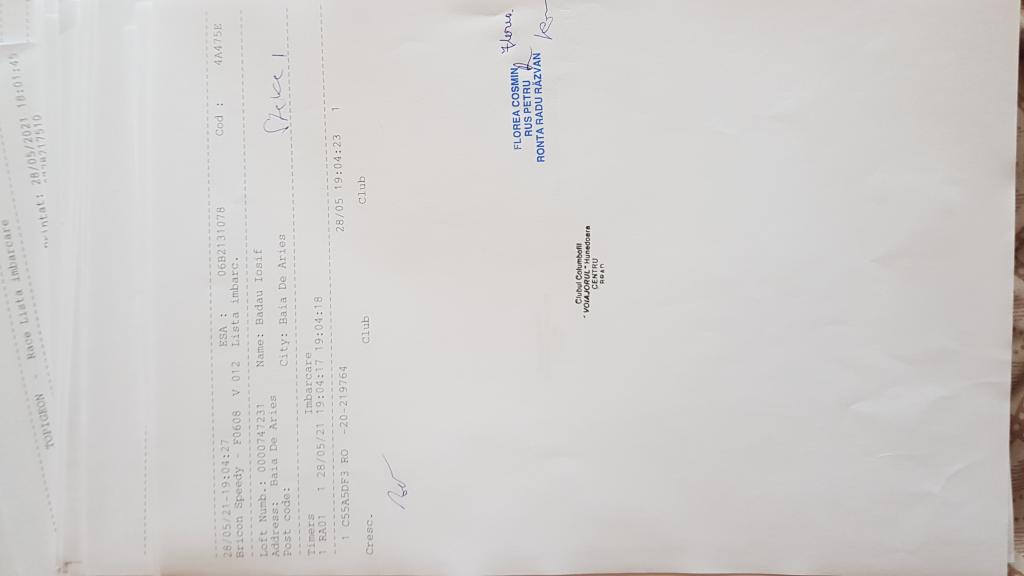 TOPIGEON - Race Lista imbarcare
printat: 28/05/2021 18:01:45
28/05/21-19:04:27 ESA : 06B2131078 Cod : 4A475E
Bricon Speedy - F0608 V 012 Lista imbarc.
Loft Numb.: 0000747231 Name: Badau Iosif
Address: Baia De Aries City: Baia De Aries
Post code:
Timers Imbarcare
1 RA01 1 28/05/21 19:04:17 19:04:18
1 C55A5DF3 RO -20-219764 28/05 19:04:23 1
Cresc. Club Club
FLOREA COSMIN
RUS PETRU
RONTA RADU RĂZVAN
Clubul Columbofil
"VOIAJORUL" Hunedoara
CENTRU
BRAD